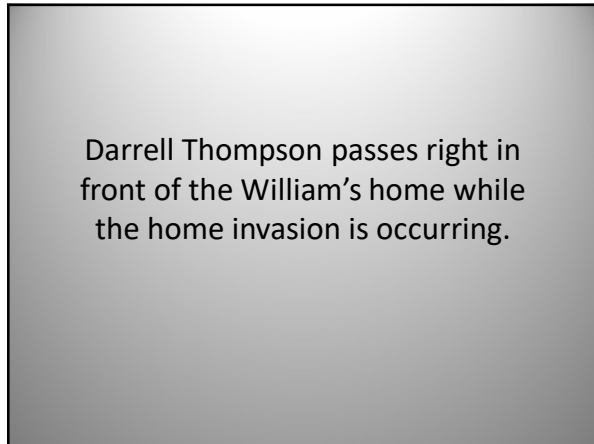 Darrell Thompson passes right in
front of the William’s home while
the home invasion is occurring.